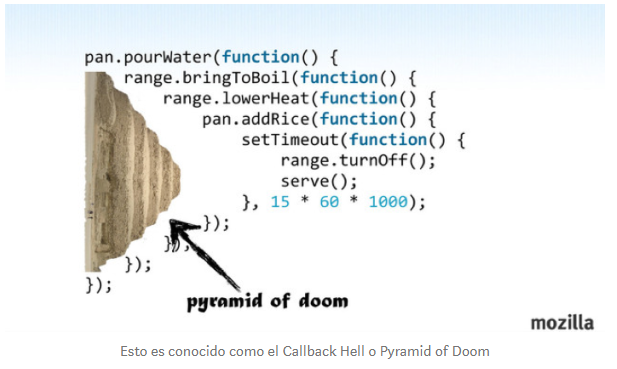 pan.pourWater(function() {
range.bringToBoil(function() {
range.lowerHeat(function() {
pan.addRice(function() {
setTimeout(function() {
range.turnOff();
serve();
}, 15 * 60 * 1000);
});
});
});
});
pyramid of doom
mozilla
Esto es conocido como el Callback Hell o Pyramid of Doom